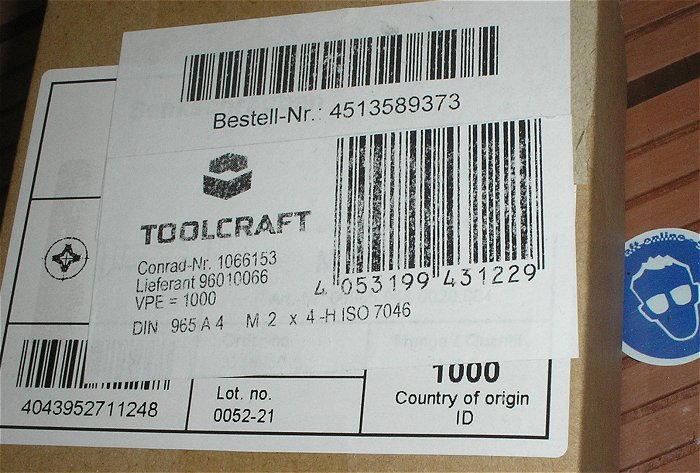 Bestell-Nr.: 4513589373
TOOLCRAFT
Conrad-Nr. 1066153
Lieferant 96010066
VPE = 1000
4 053199 431229
DIN 965 A 4 M 2 x 4 -H ISO 7046
4043952711248
Lot. no.
0052-21
1000
Country of origin
ID
online